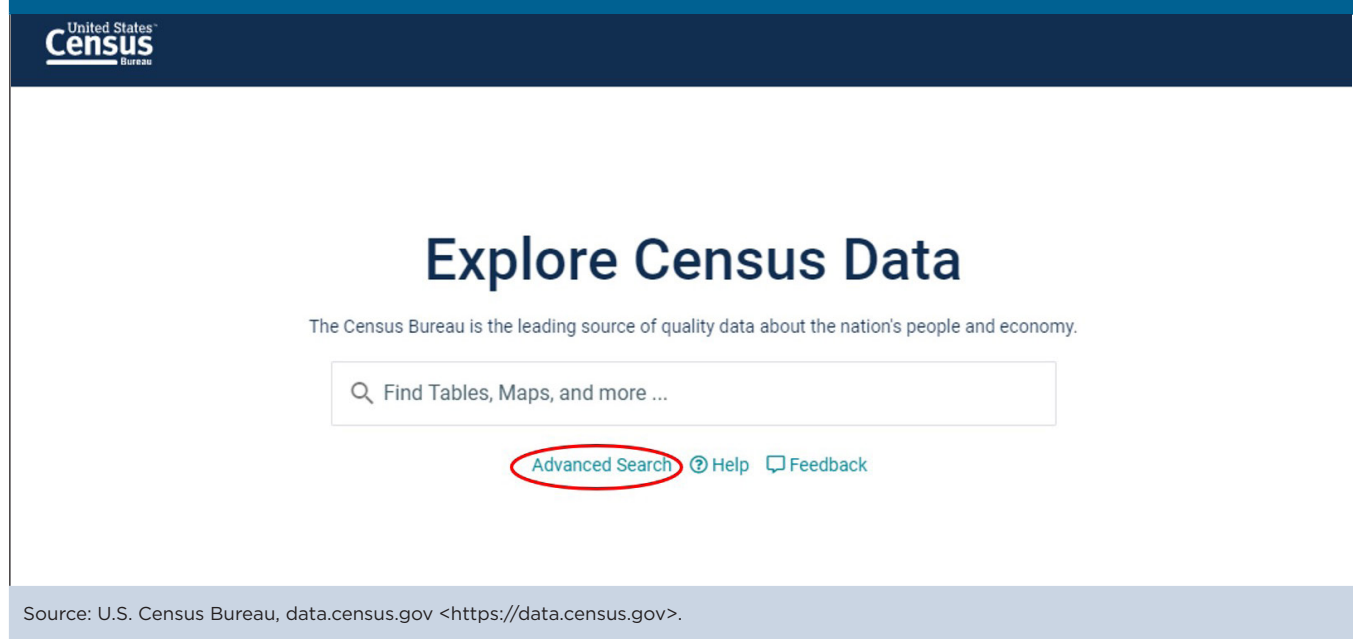 United States™
Census
Bureau
Explore Census Data
The Census Bureau is the leading source of quality data about the nation's people and economy.
Find Tables, Maps, and more ...
Advanced Search Help Feedback
Source: U.S. Census Bureau, data.census.gov <https://data.census.gov>.